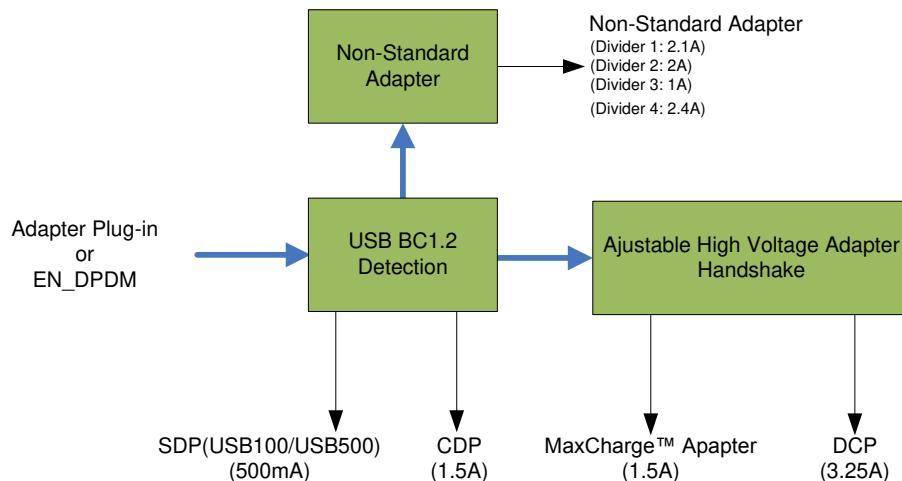 Non-Standard
Adapter
Non-Standard Adapter
(Divider 1: 2.1A)
(Divider 2: 2A)
(Divider 3: 1A)
(Divider 4: 2.4A)
Adapter Plug-in
or
EN_DPDM
USB BC1.2
Detection
Ajustable High Voltage Adapter
Handshake
SDP(USB100/USB500)
(500mA)
CDP
(1.5A)
MaxCharge™ Apapter
(1.5A)
DCP
(3.25A)